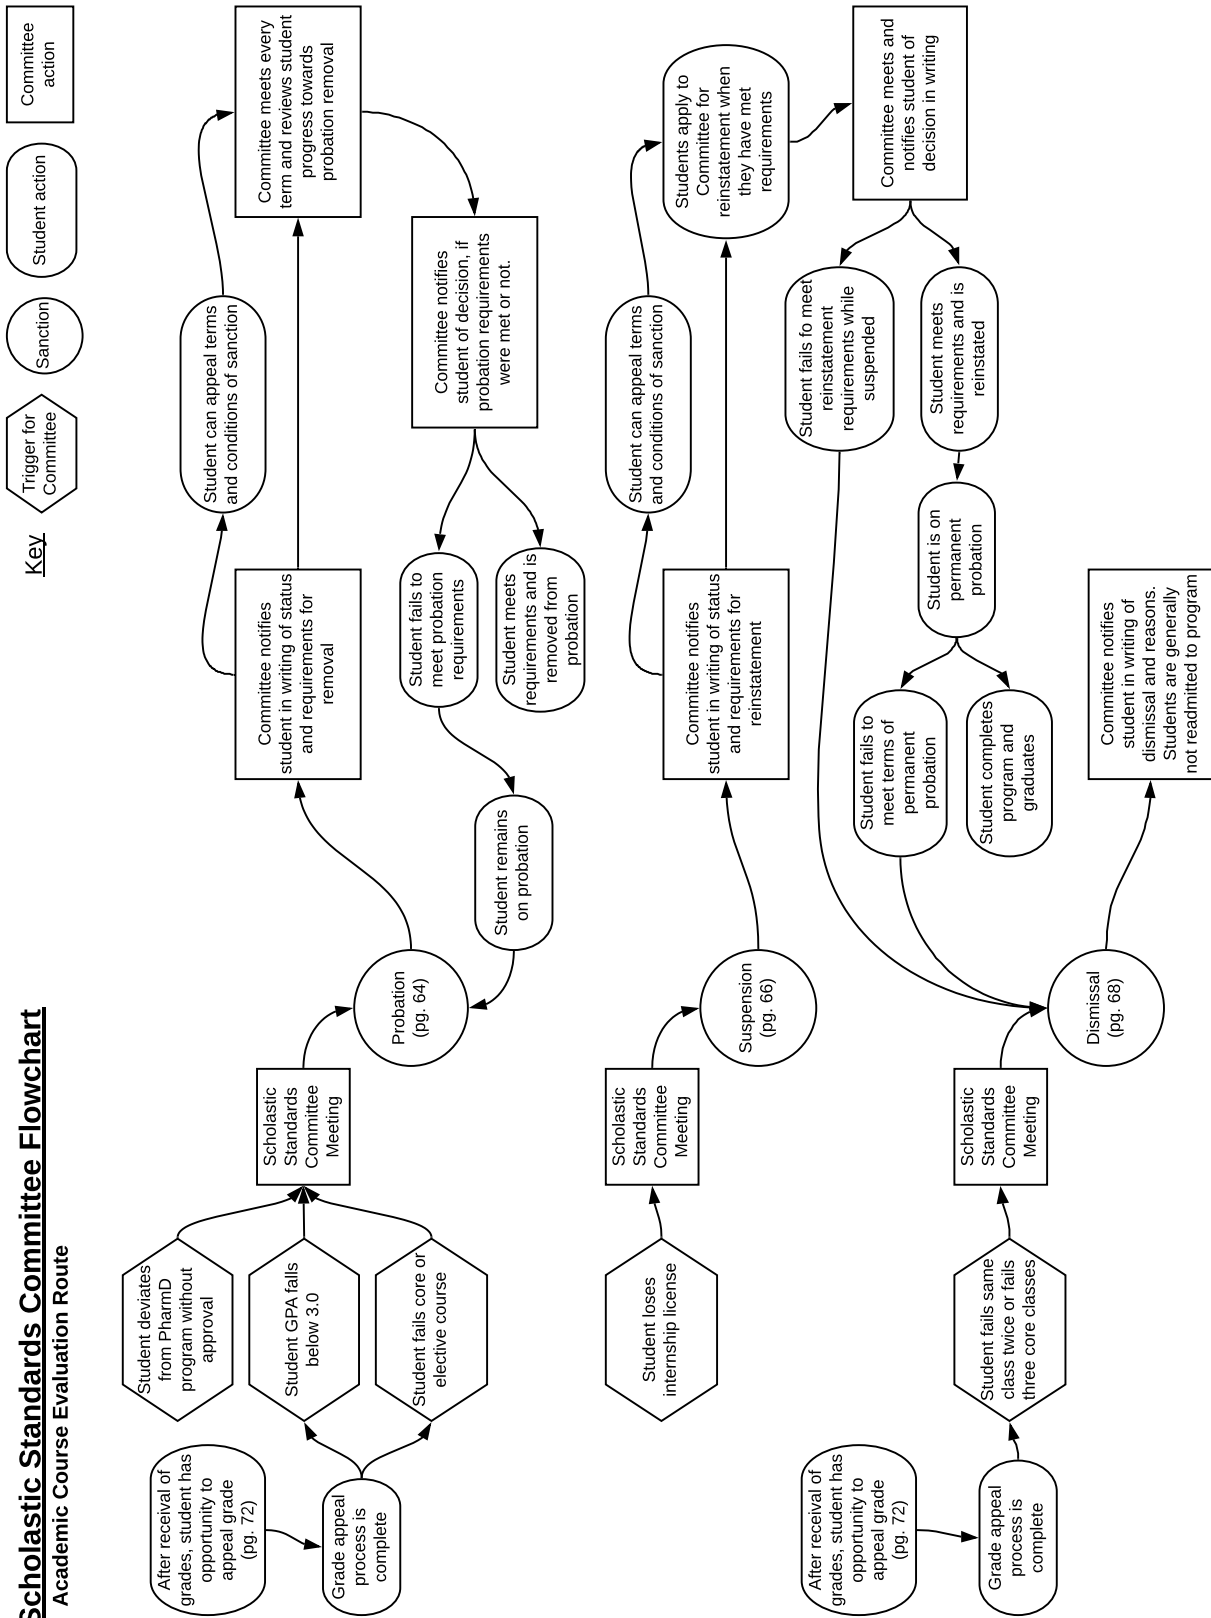 Scholastic Standards Committee Flowchart
Academic Course Evaluation Route
Key
Trigger for
Committee
Sanction
Student action
Committee
action
After receival of
grades, student has
opportunity to
appeal grade
(pg. 72)
Grade appeal
process is
complete
Student deviates
from PharmD
program without
approval
Student GPA falls
below 3.0
Student fails core or
elective course
Scholastic
Standards
Committee
Meeting
Probation
(pg. 64)
Committee notifies
student in writing of status
and requirements for
removal
Student can appeal terms
and conditions of sanction
Committee meets every
term and reviews student
progress towards
probation removal
Committee notifies
student of decision, if
probation requirements
were met or not.
Student fails to
meet probation
requirements
Student meets
requirements and is
removed from
probation
Student remains
on probation
Student loses
internship license
Scholastic
Standards
Committee
Meeting
Suspension
(pg. 66)
Committee notifies
student in writing of status
and requirements for
reinstatement
Student can appeal terms
and conditions of sanction
Students apply to
Committee for
reinstatement when
they have met
requirements
Committee meets and
notifies student of
decision in writing
Student fails fo meet
reinstatement
requirements while
suspended
Student meets
requirements and is
reinstated
Student is on
permanent
probation
Student fails to
meet terms of
permanent
probation
Student completes
program and
graduates
After receival of
grades, student has
opportunity to
appeal grade
(pg. 72)
Grade appeal
process is
complete
Student fails same
class twice or fails
three core classes
Scholastic
Standards
Committee
Meeting
Dismissal
(pg. 68)
Committee notifies
student in writing of
dismissal and reasons.
Students are generally
not readmitted to program